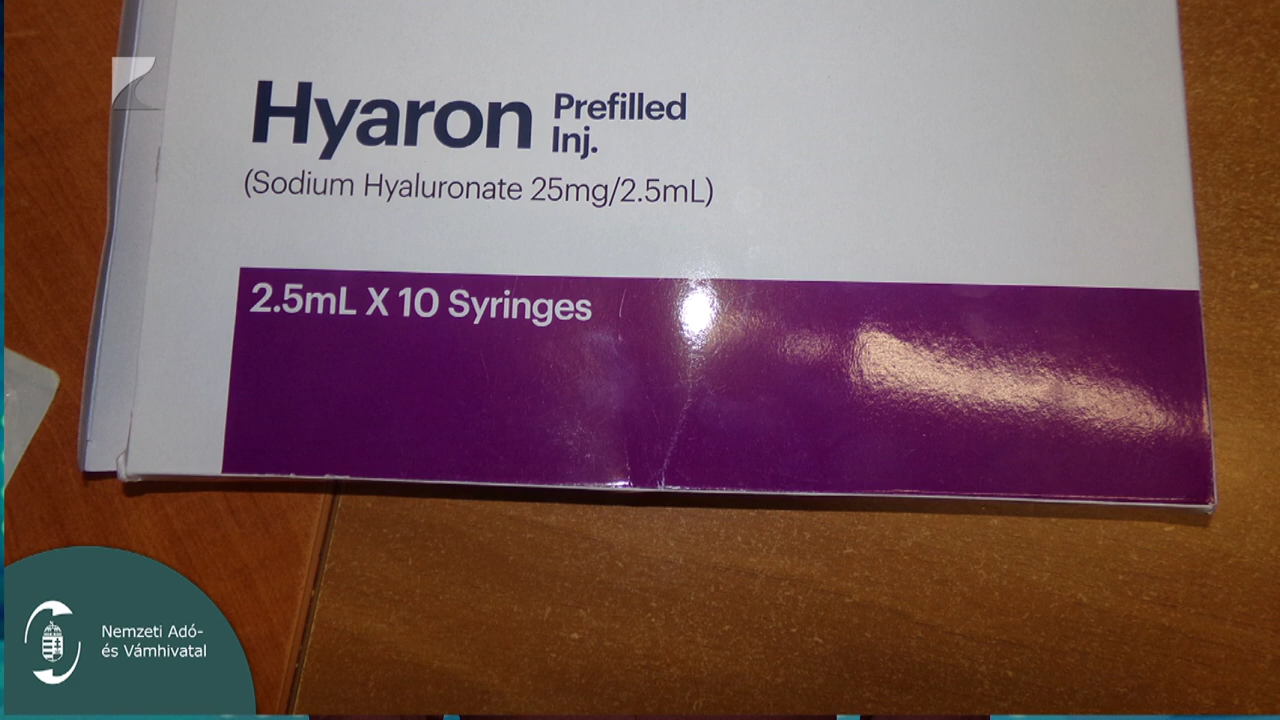 Hyaron Prefilled
Inj.
(Sodium Hyaluronate 25mg/2.5mL)
2.5mL X 10 Syringes
Nemzeti Adó-
és Vámhivatal